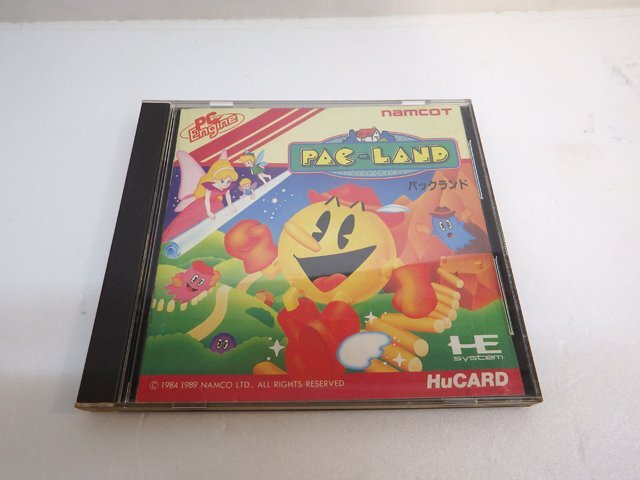 PC Engine
namcoT
PAC-LAND
パックランド
HE
system
© 1984 1989 NAMCO LTD., ALL RIGHTS RESERVED
HuCARD